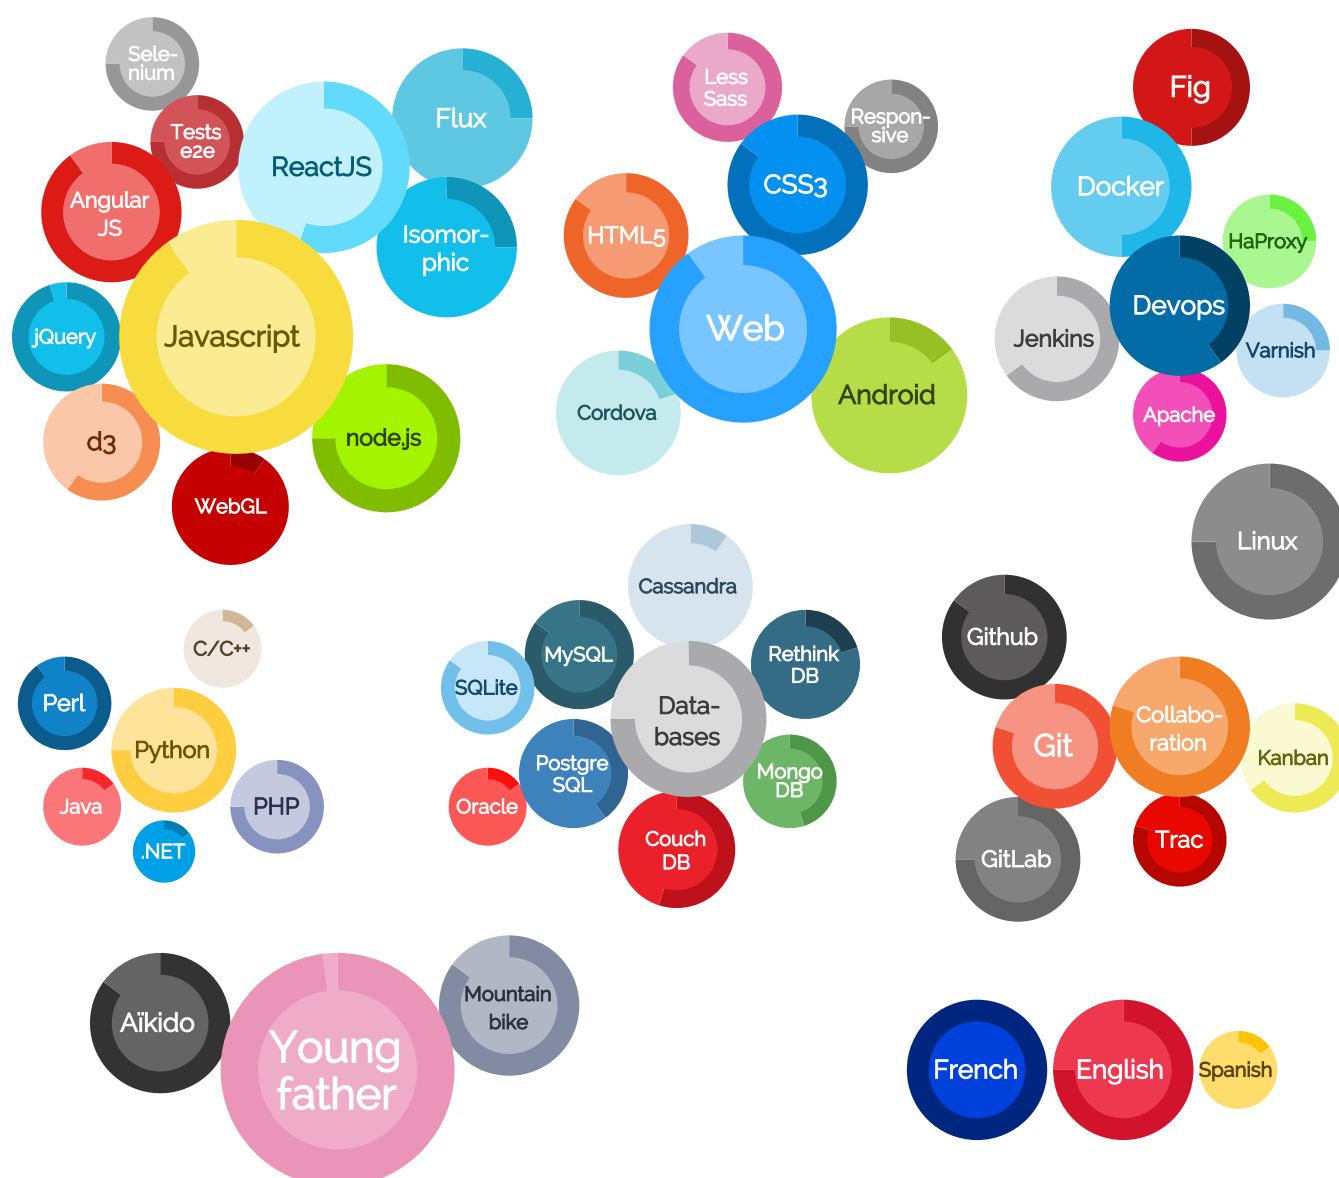 Sele-
nium
Tests
e2e
Flux
ReactJS
Angular
JS
Isomor-
phic
jQuery
Javascript
d3
node.js
WebGL
Less
Sass
Respon-
sive
CSS3
HTML5
Web
Cordova
Android
Fig
Docker
HaProxy
Devops
Jenkins
Varnish
Apache
Linux
C/C++
Perl
Python
Java
PHP
.NET
Cassandra
MySQL
Rethink
DB
SQLite
Data-
bases
Postgre
SQL
Mongo
DB
Oracle
Couch
DB
Github
Git
Collabo-
ration
Kanban
GitLab
Trac
Aïkido
Young
father
Mountain
bike
French
English
Spanish